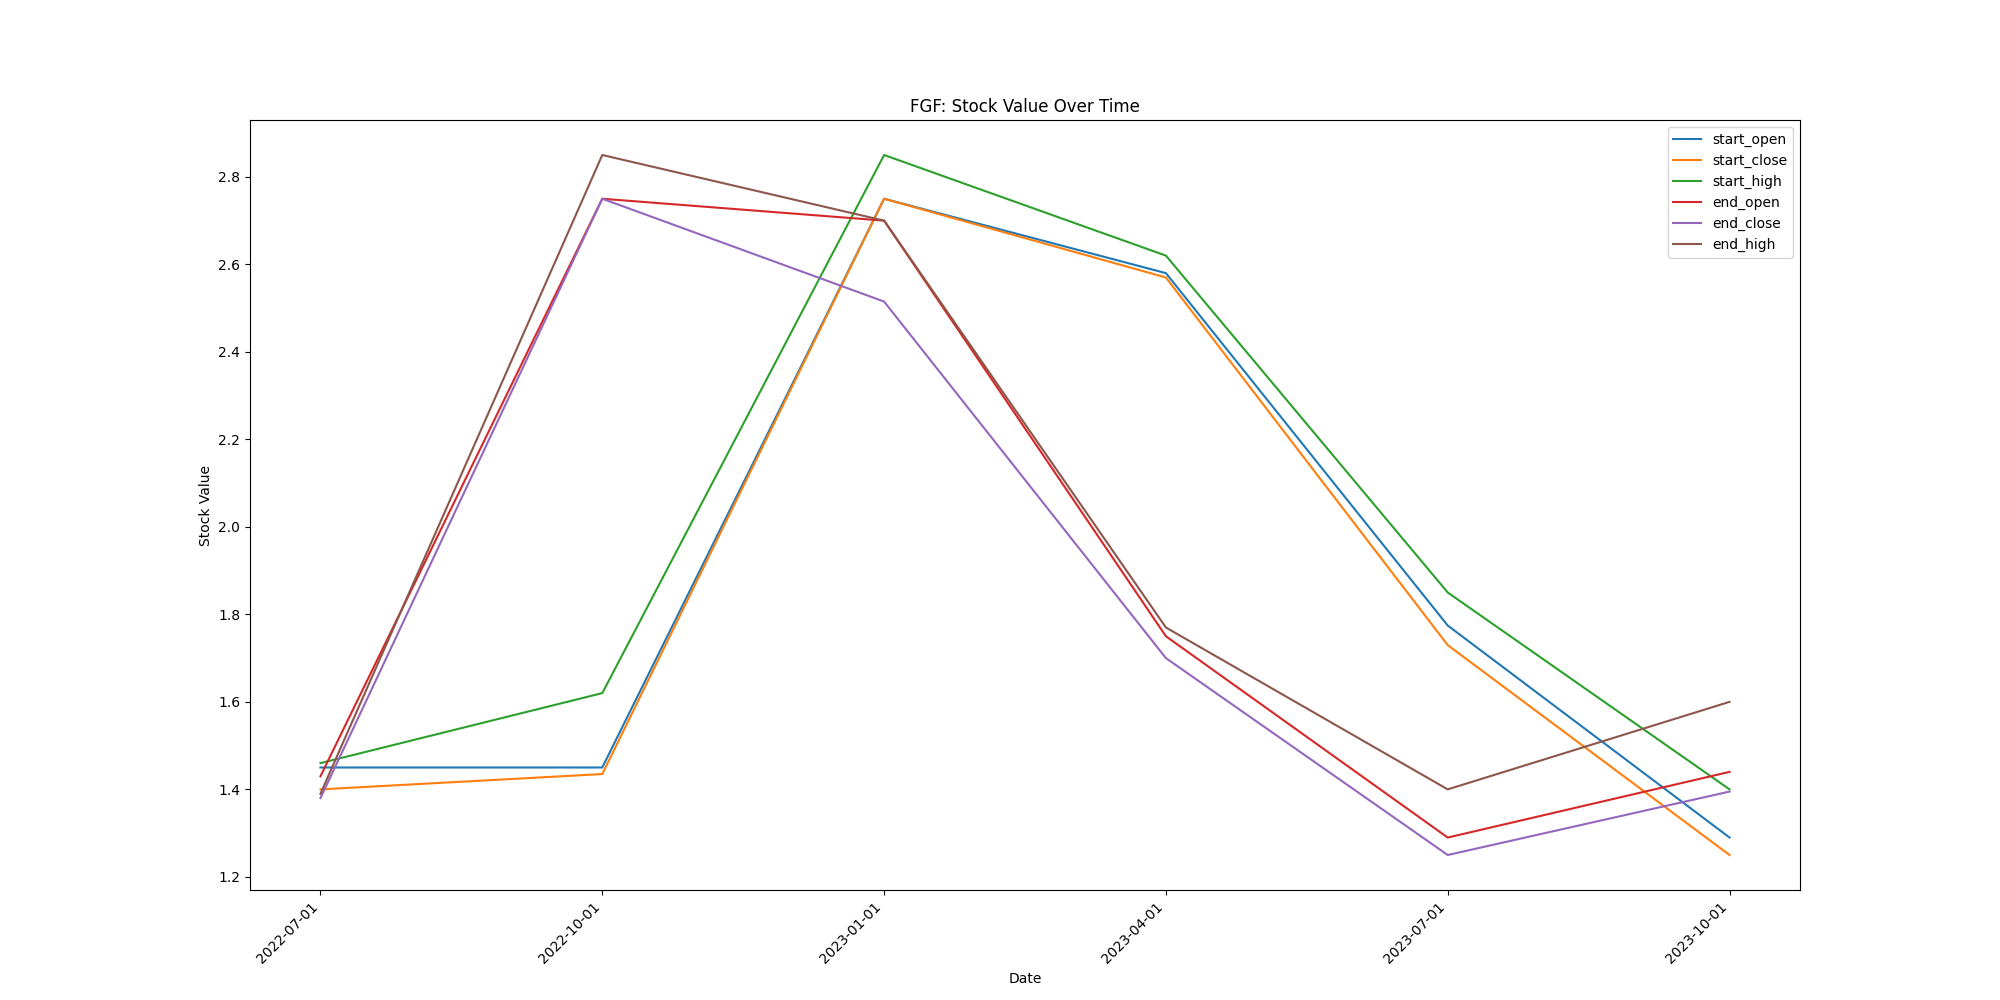 FGF: Stock Value Over Time
start_open
start_close
start_high
end_open
end_close
end_high
Stock Value
2.8
2.6
2.4
2.2
2.0
1.8
1.6
1.4
1.2
2022-07-01
2022-10-01
2023-01-01
2023-04-01
2023-07-01
2023-10-01
Date